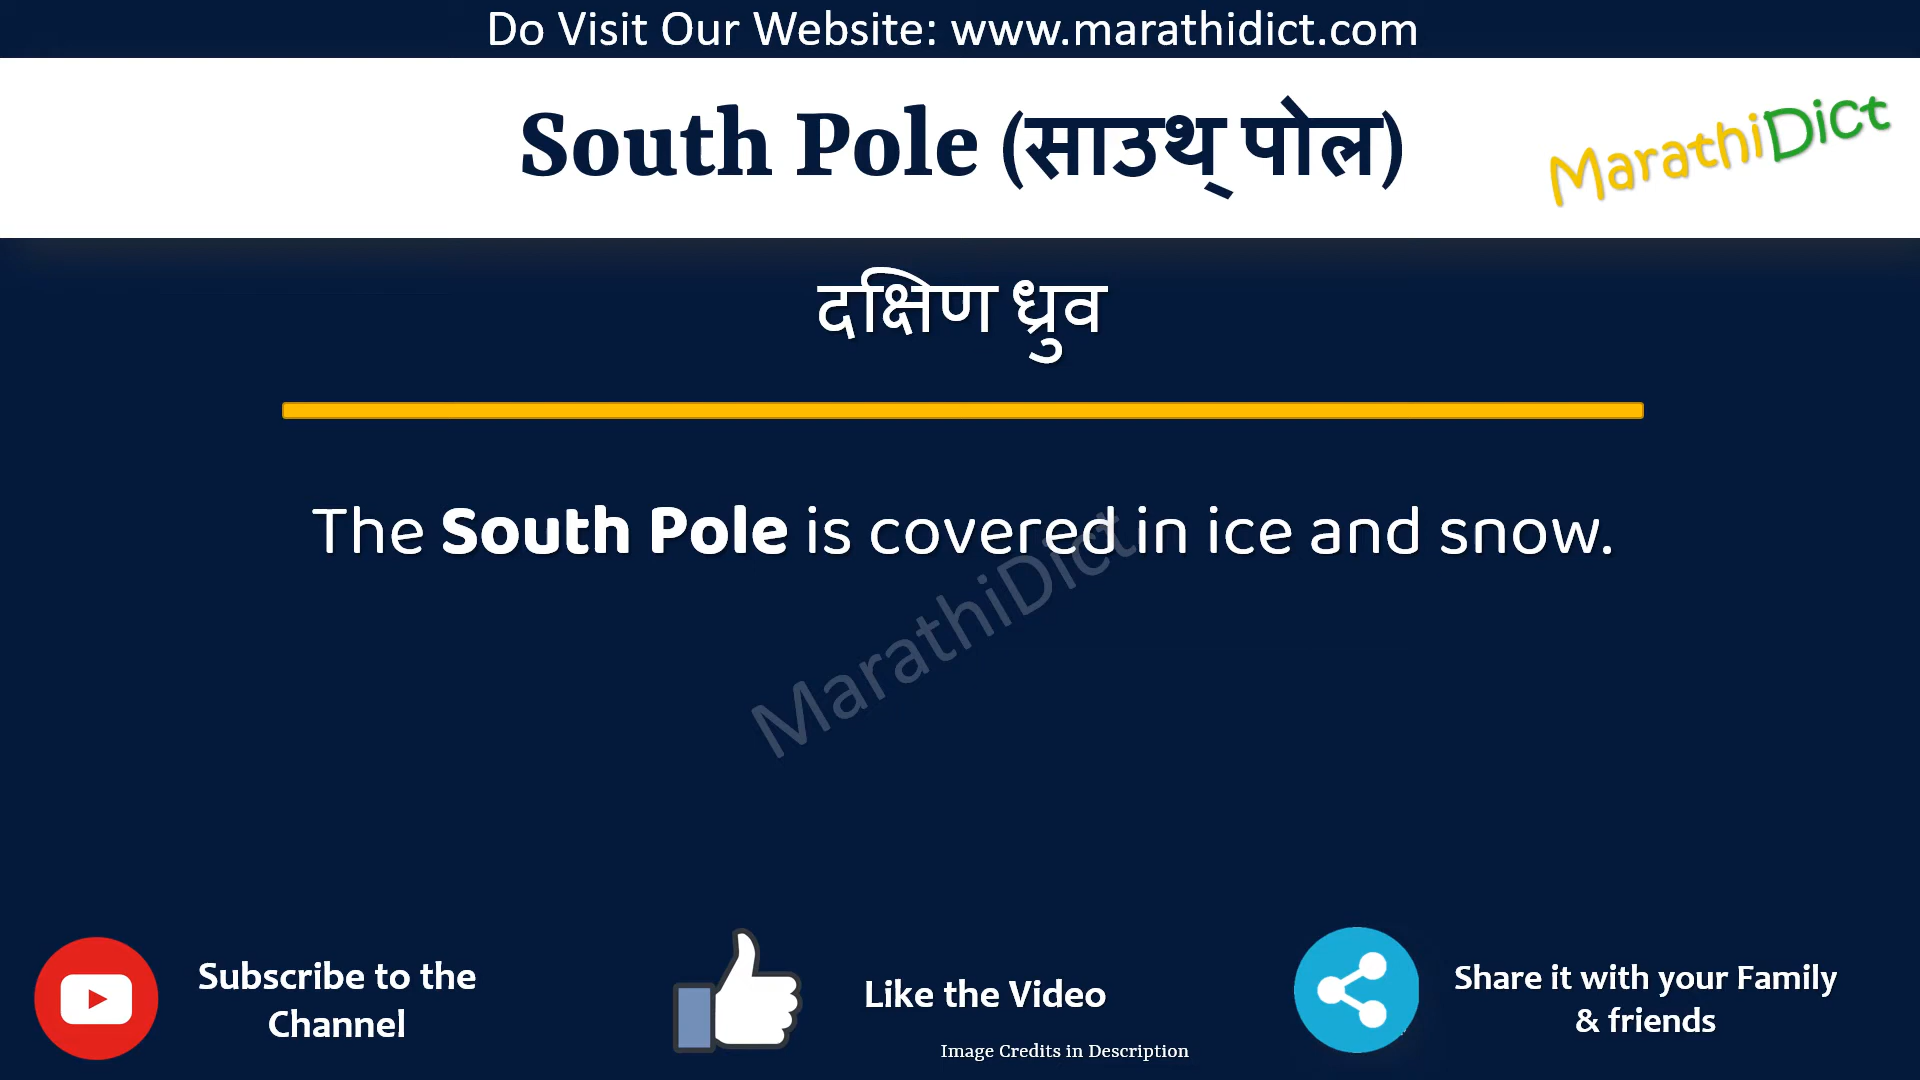 Do Visit Our Website: www.marathidict.com
South Pole (साउथ् पोल)
MarathiDict
दक्षिण ध्रुव
The South Pole is covered in ice and snow.
MarathiDict
Subscribe to the
Channel
Like the Video
Share it with your Family
& friends
Image Credits in Description